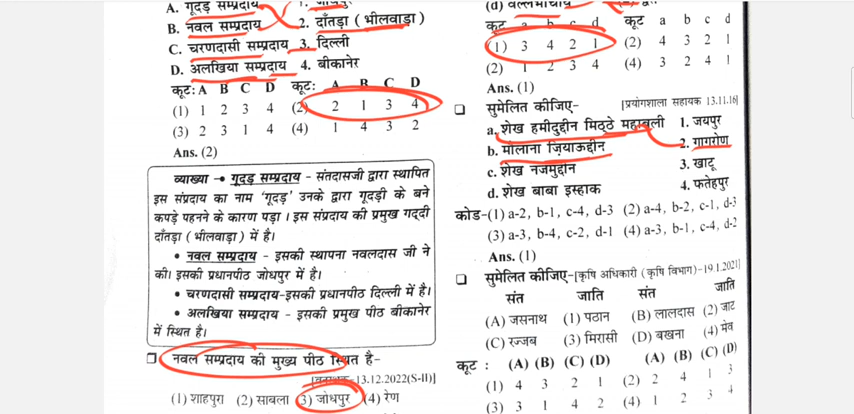 A. गूदड़ सम्प्रदाय 1. जोधपुर
B. नवल सम्प्रदाय 2. दाँतड़ा ( भीलवाड़ा )
C. चरणदासी सम्प्रदाय 3. दिल्ली
D. अलखिया सम्प्रदाय 4. बीकानेर
कूट: A B C D कूट: A B C D
(1) 1 2 3 4 (2) 2 1 3 4
(3) 2 3 1 4 (4) 1 4 3 2
Ans. (2)
व्याख्या → गूदड़ सम्प्रदाय - संतदासजी द्वारा स्थापित
इस संप्रदाय का नाम 'गूदड़' उनके द्वारा गूदड़ी के बने
कपड़े पहनने के कारण पड़ा । इस संप्रदाय की प्रमुख गद्दी
दाँतड़ा ( भीलवाड़ा ) में है।
• नवल सम्प्रदाय - इसकी स्थापना नवलदास जी ने
की। इसकी प्रधानपीठ जोधपुर में है।
• चरणदासी सम्प्रदाय-इसकी प्रधानपीठ दिल्ली में है।
• अलखिया सम्प्रदाय - इसकी प्रमुख पीठ बीकानेर
में स्थित है।
नवल सम्प्रदाय की मुख्य पीठ स्थित है-
13.12.2022(S-II)]
(1) शाहपुरा (2) साबला (3) जोधपुर (4) रेण
(d) वल्लभाचार्य
कूट a b c d कूट a b c d
(1) 3 4 2 1 (2) 4 3 2 1
(2) 1 2 3 4 (4) 3 2 4 1
Ans. (1)
सुमेलित कीजिए- [प्रयोगशाला सहायक 13.11.16]
a. शेख हमीदुद्दीन मिठ्ठे महाबली 1. जयपुर
b. मौलाना ज़ियाऊद्दीन 2. गागरोण
c. शेख नजमुद्दीन 3. खाटू
d. शेख बाबा इस्हाक 4. फतेहपुर
कोड-(1) a-2, b-1, c-4, d-3 (2) a-4, b-2, c-1, d-3
(3) a-3, b-4, c-2, d-1 (4) a-3, b-1, c-4, d-2
Ans. (1)
सुमेलित कीजिए-[कृषि अधिकारी ( कृषि विभाग)-19.1.2021]
संत जाति संत जाति
(A) जसनाथ (1) पठान (B) लालदास (2) जाट
(C) रज्जब (3) मिरासी (D) बखना (4) मेव
कूट : (A) (B) (C) (D) (A) (B) (C) (D)
(1) 4 3 2 1 (2) 2 4 1 3
(3) 3 1 4 2 (4) 1 2 3 4